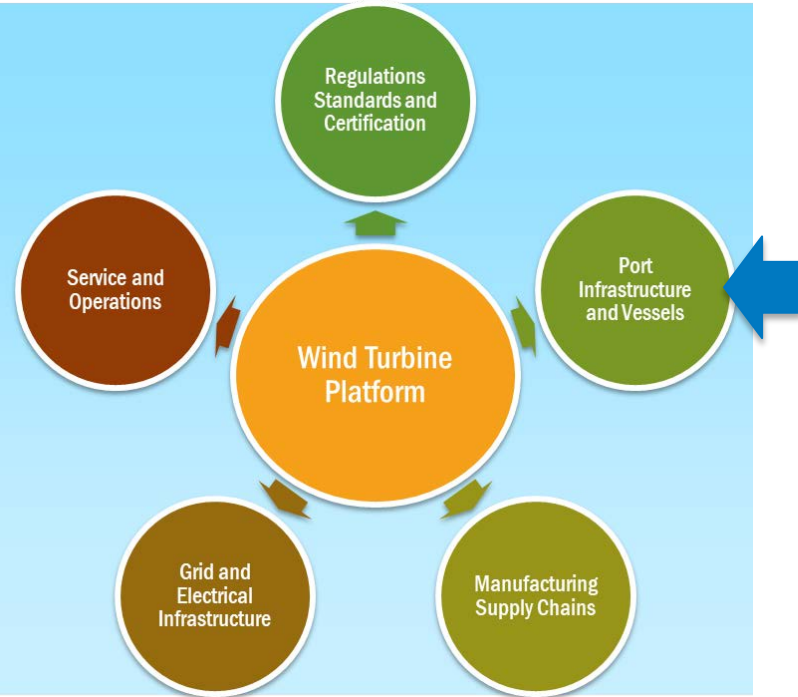 Regulations
Standards and
Certification
Port
Infrastructure
and Vessels
Service and
Operations
Wind Turbine
Platform
Grid and
Electrical
Infrastructure
Manufacturing
Supply Chains